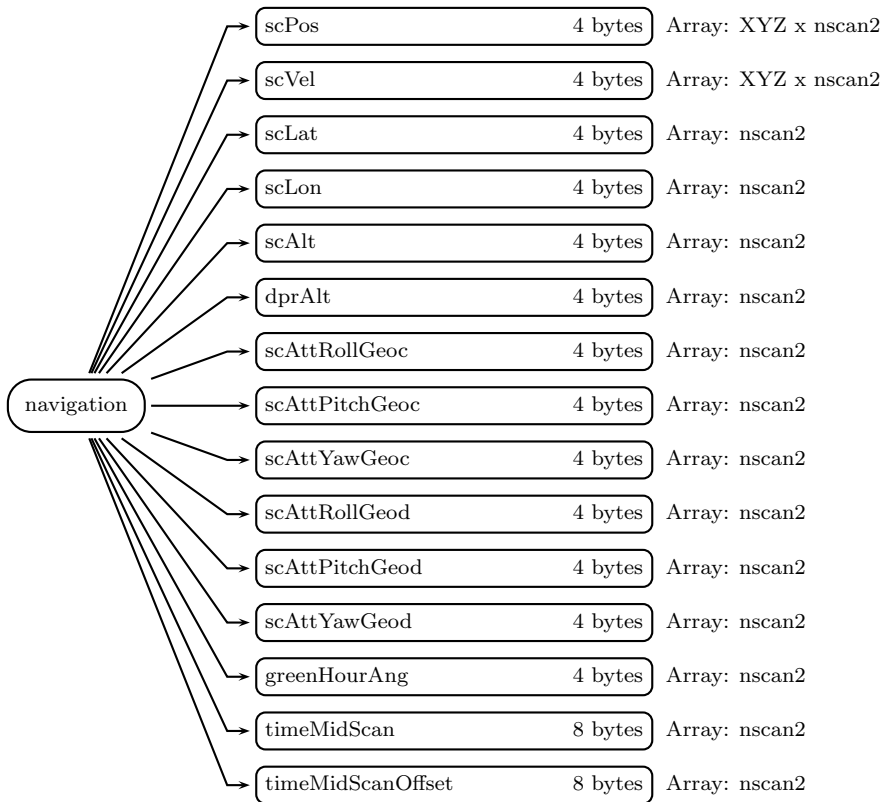 scPos 4 bytes Array: XYZ x nscan2
scVel 4 bytes Array: XYZ x nscan2
scLat 4 bytes Array: nscan2
scLon 4 bytes Array: nscan2
scAlt 4 bytes Array: nscan2
dprAlt 4 bytes Array: nscan2
scAttRollGeoc 4 bytes Array: nscan2
navigation scAttPitchGeoc 4 bytes Array: nscan2
scAttYawGeoc 4 bytes Array: nscan2
scAttRollGeod 4 bytes Array: nscan2
scAttPitchGeod 4 bytes Array: nscan2
scAttYawGeod 4 bytes Array: nscan2
greenHourAng 4 bytes Array: nscan2
timeMidScan 8 bytes Array: nscan2
timeMidScanOffset 8 bytes Array: nscan2